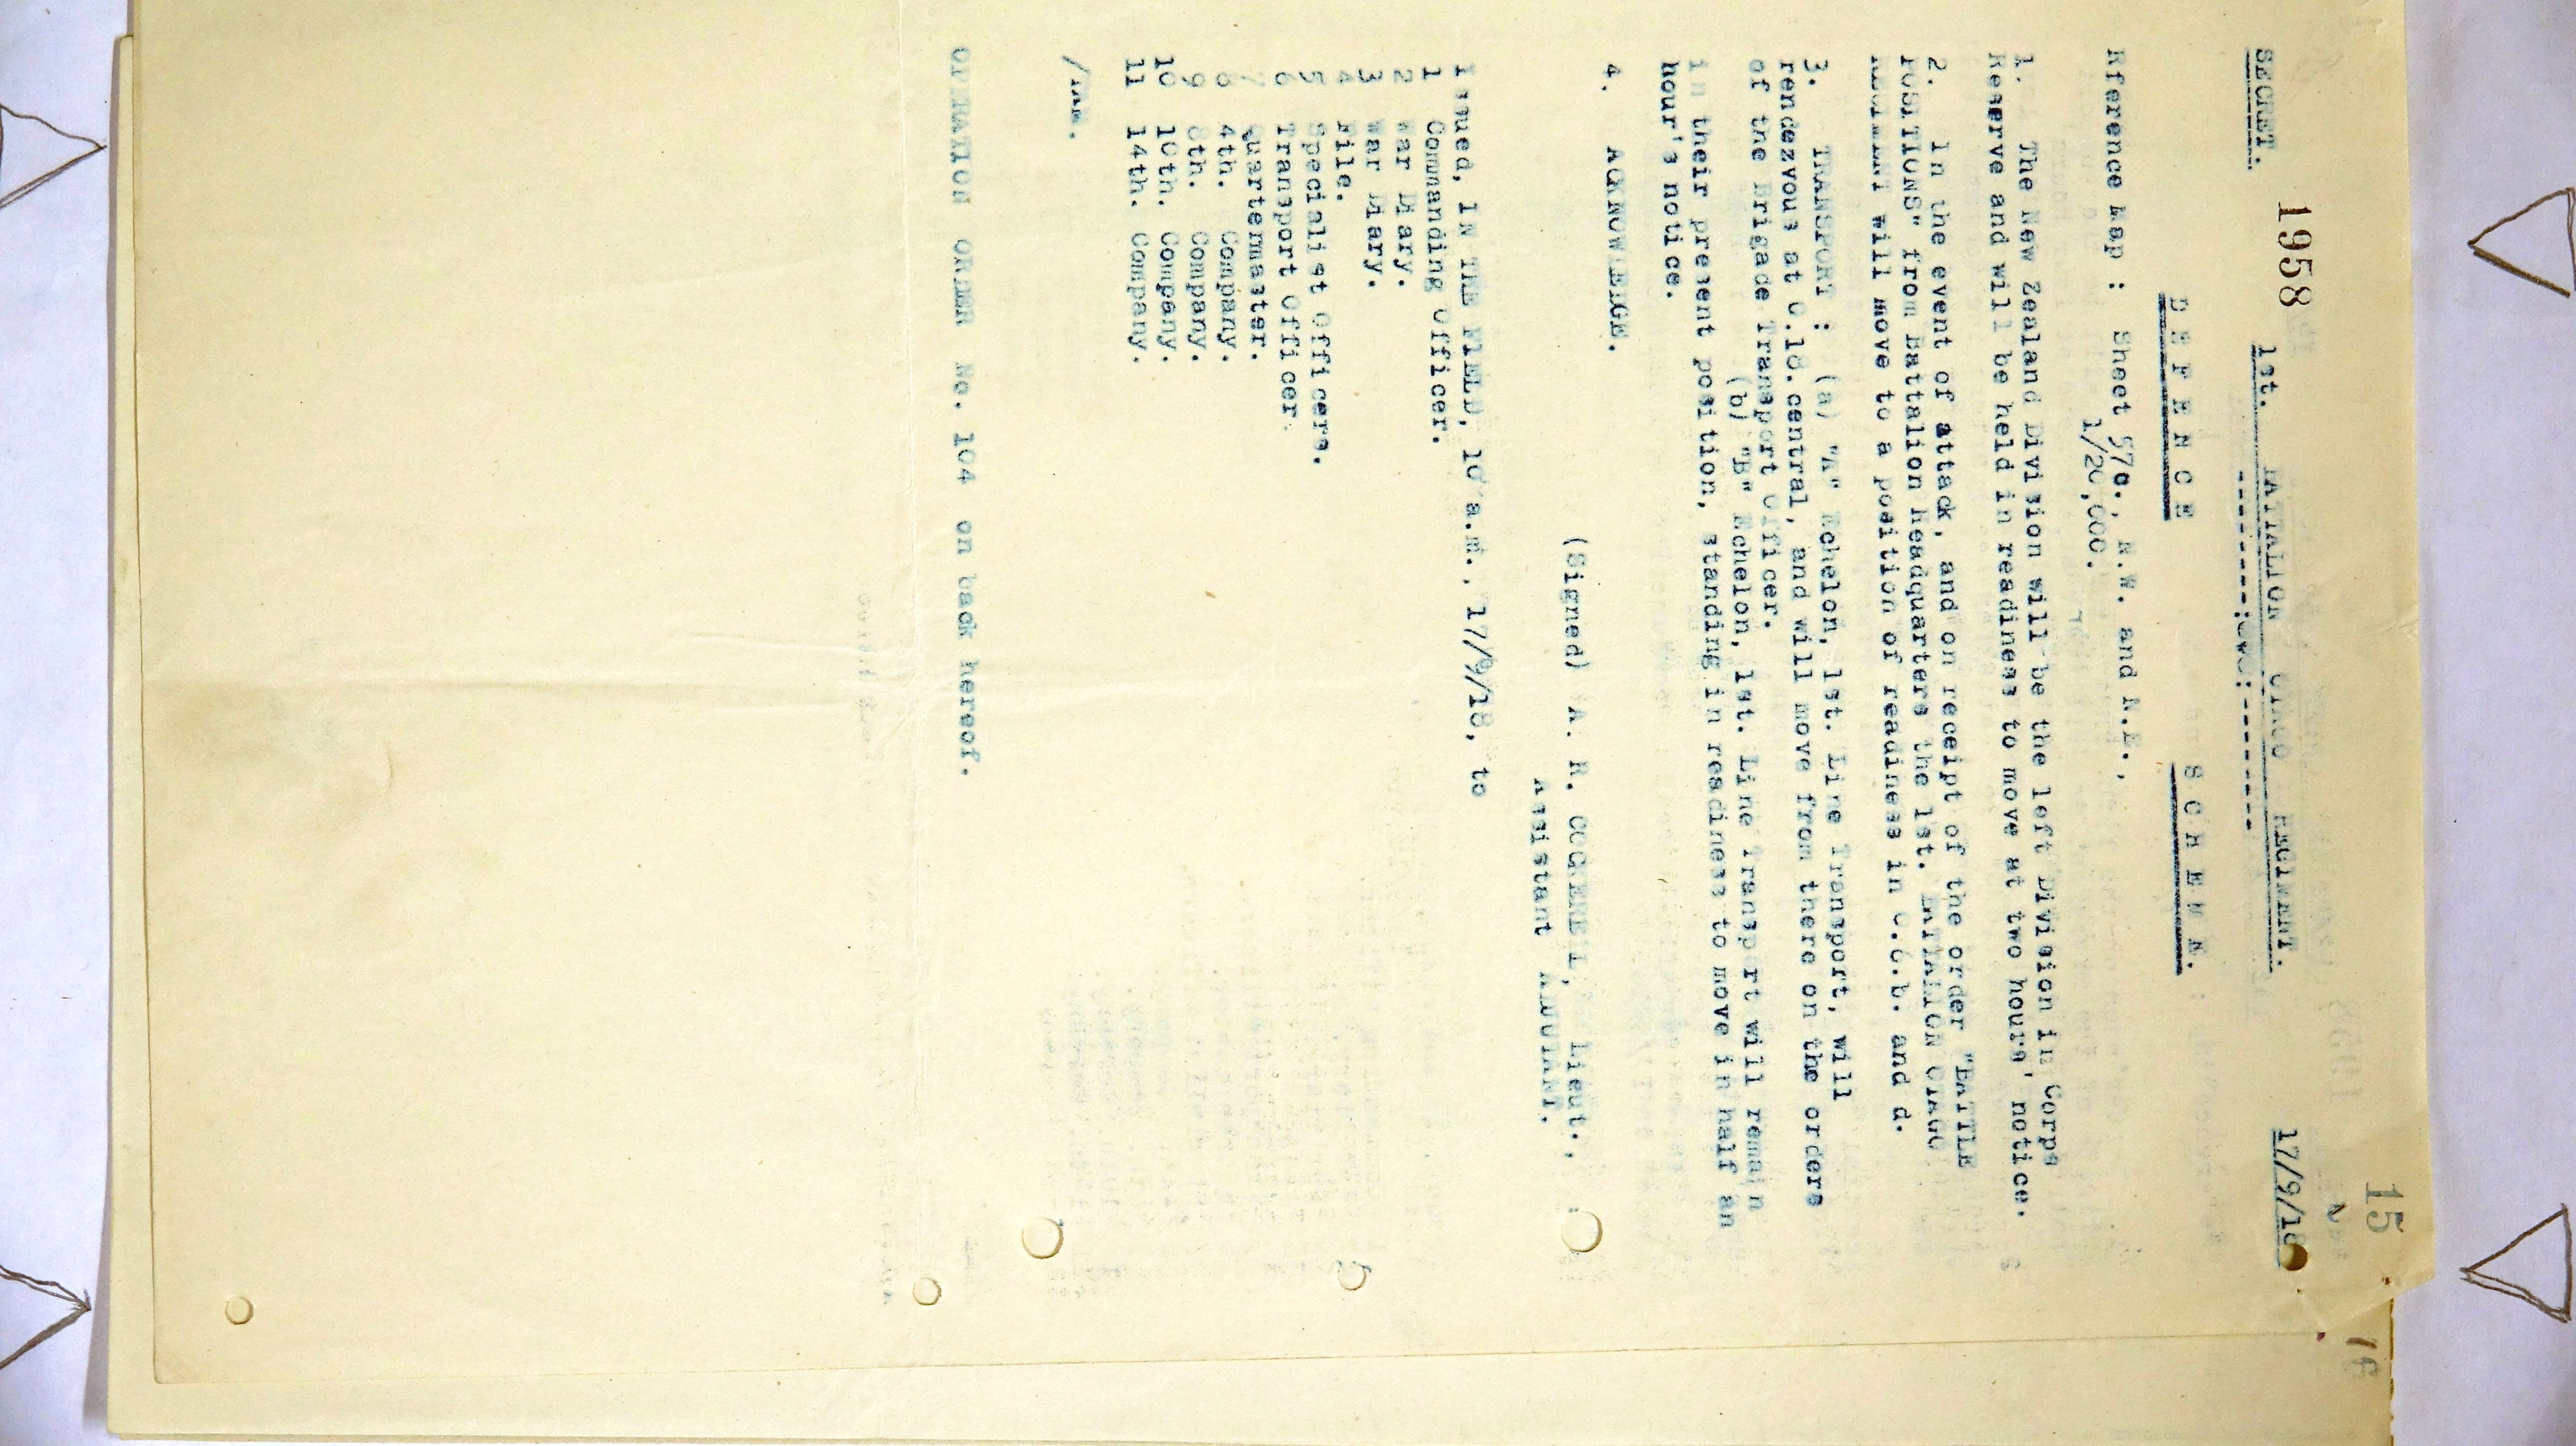 15
SECRET. 1958 1st. BATTALION OTAGO REGIMENT. 17/9/18
DEFENCE SCHEME.
Rference Map : Sheet 57c., N.W. and N.E.,
1/20,000.
1. The New Zealand Division will be the left Division in Corps
Reserve and will be held in readiness to move at two hours' notice.
2. In the event of attack, and on receipt of the order "BATTLE
POSITIONS" from Battalion Headquarters the 1st. BATTALION OTAGO
REGIMENT will move to a position of readiness in O.6.b. and d.
3. TRANSPORT : (a) "A" Echelon, 1st. Line Transport, will
rendezvous at O.18.central, and will move from there on the orders
of the Brigade Transport Officer.
(b) "B" Echelon, 1st. Line Transport will remain
in their present position, standing in readiness to move in half an
hour's notice.
4. ACKNOWLEDGE.
(Signed) A. R. COCKERELL, Lieut.,
Assistant ADJUTANT.
Issued, IN THE FIELD, 10 a.m., 17/9/18, to
1 Commanding Officer.
2 War Diary.
3 War Diary.
4 File.
5 Specialist Officers.
6 Transport Officer.
7 Quartermaster.
8 4th. Company.
9 8th. Company.
10 10th. Company.
11 14th. Company.
OPERATION ORDER No. 104 on back hereof.
16